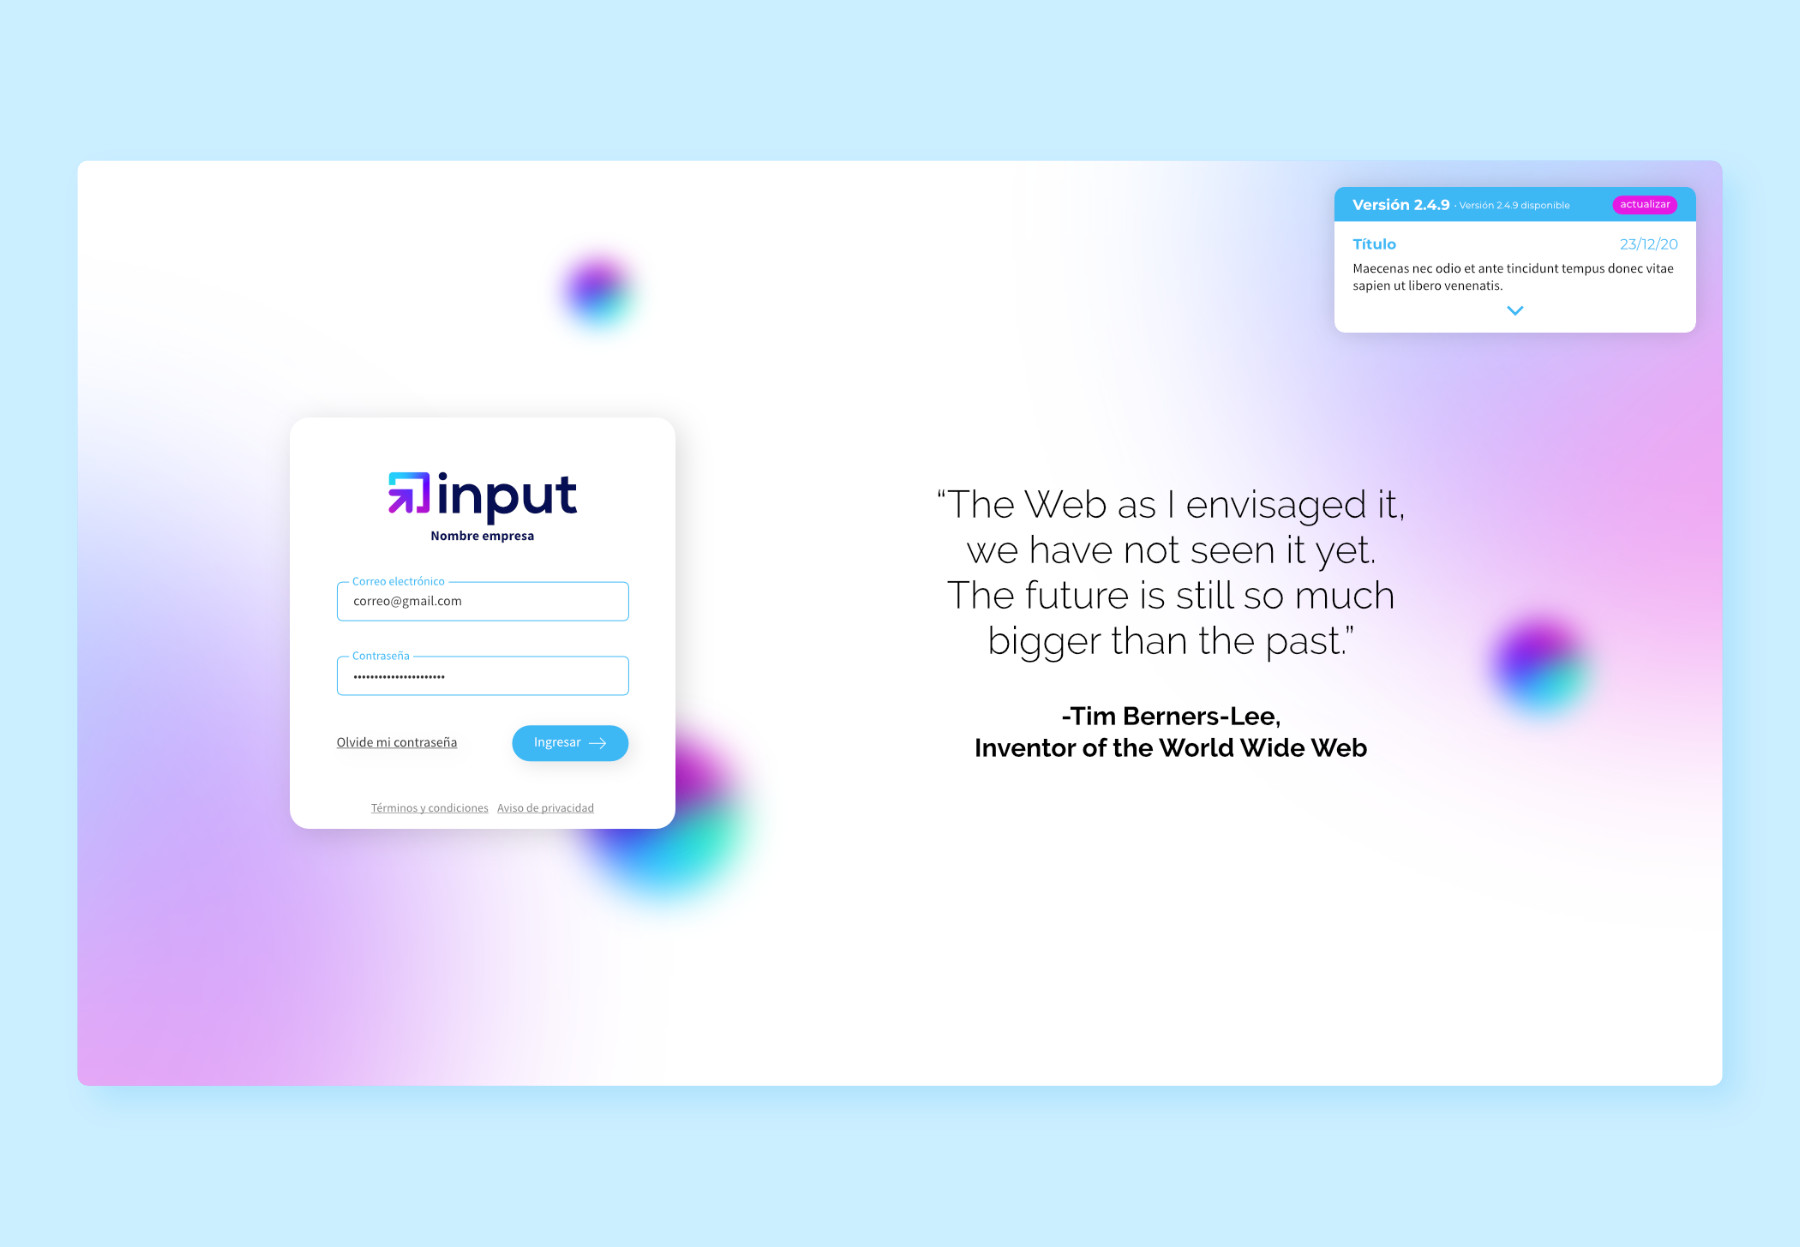 Versión 2.4.9 - Versión 2.4.9 disponible actualizar
Título 23/12/20
Maecenas nec odio et ante tincidunt tempus donec vitae
sapien ut libero venenatis.
input
Nombre empresa
Correo electrónico
correo@gmail.com
Contraseña
••••••••••••••••••••••
Olvide mi contraseña
Ingresar
Términos y condiciones Aviso de privacidad
“The Web as I envisaged it,
we have not seen it yet.
The future is still so much
bigger than the past.”
-Tim Berners-Lee,
Inventor of the World Wide Web